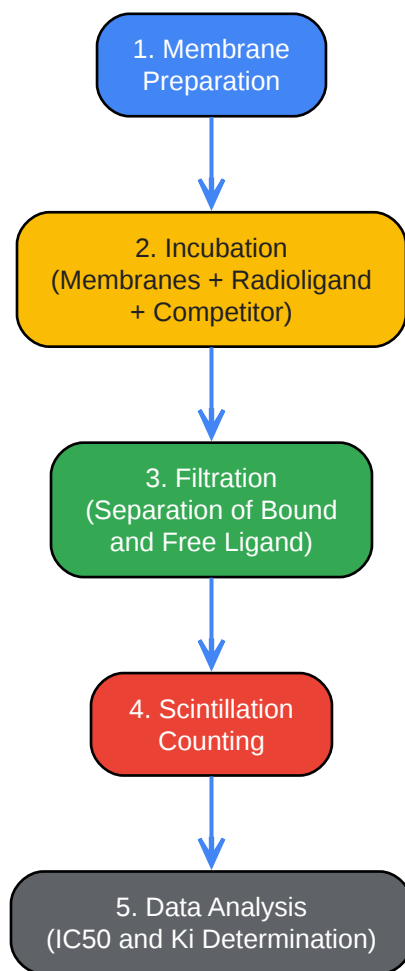 1. Membrane
Preparation
2. Incubation
(Membranes + Radioligand
+ Competitor)
3. Filtration
(Separation of Bound
and Free Ligand)
4. Scintillation
Counting
5. Data Analysis
(IC50 and Ki Determination)